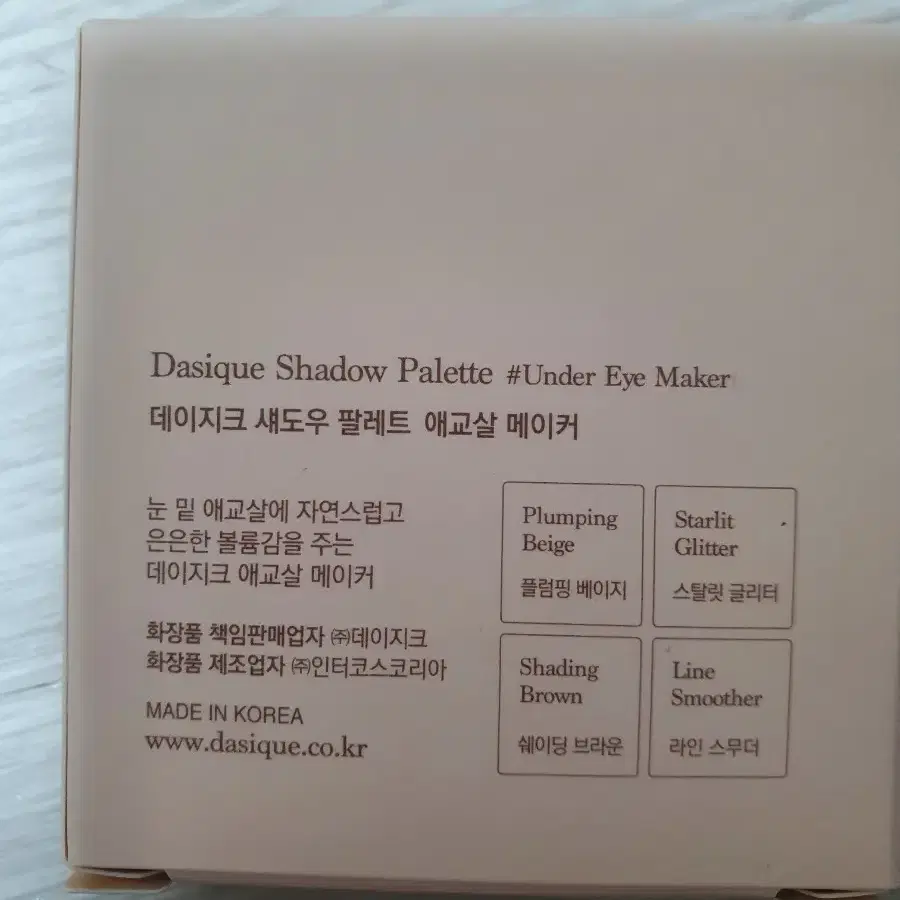 Dasique Shadow Palette #Under Eye Maker
데이지크 섀도우 팔레트 애교살 메이커
눈 밑 애교살에 자연스럽고
은은한 볼륨감을 주는
데이지크 애교살 메이커
화장품 책임판매업자 ㈜데이지크
화장품 제조업자 ㈜인터코스코리아
MADE IN KOREA
www.dasique.co.kr
Plumping
Beige
플럼핑 베이지
Starlit
Glitter
스탈릿 글리터
Shading
Brown
쉐이딩 브라운
Line
Smoother
라인 스무더